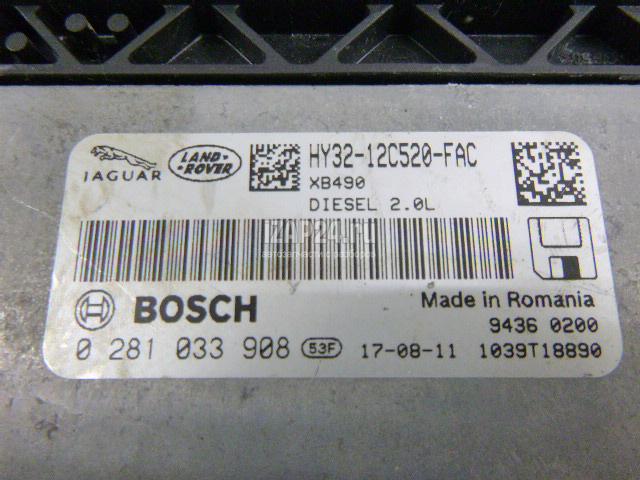 JAGUAR
LAND-
ROVER
HY32-12C520-FAC
XB490
DIESEL 2.0L
IZAP24.ru
BOSCH
Made in Romania
9436 0200
0 281 033 908 53F 17-08-11 1039T18890